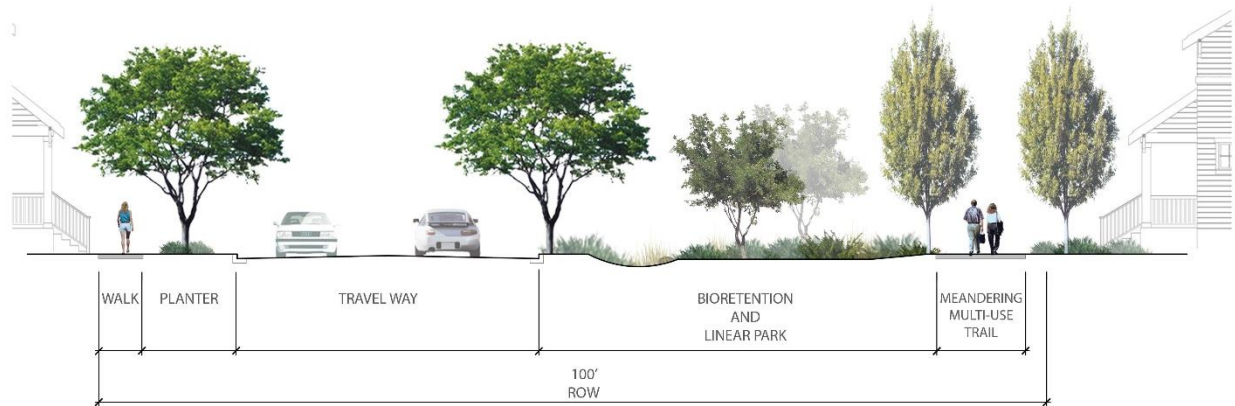 WALK
PLANTER
TRAVEL WAY
BIORETENTION
AND
LINEAR PARK
MEANDERING
MULTI-USE
TRAIL
100'
ROW